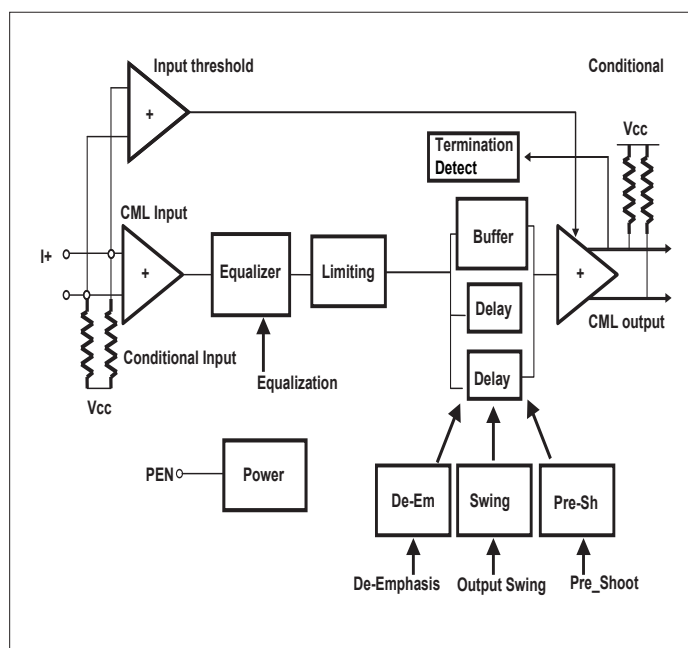 Input threshold
Conditional
+
Vcc
Termination
Detect
CML Input
Buffer
I+
+
Equalizer
Limiting
+
Delay
CML output
Conditional Input
Delay
Equalization
Vcc
PEN
Power
De-Em
Swing
Pre-Sh
De-Emphasis
Output Swing
Pre_Shoot